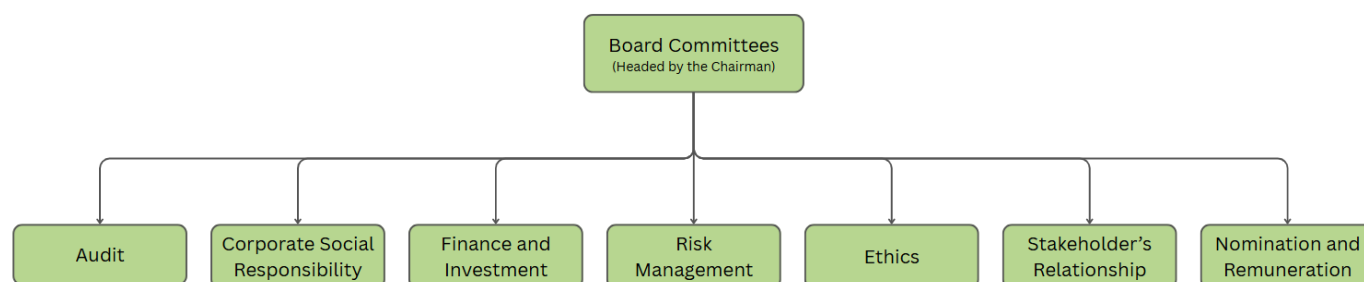 Board Committees
(Headed by the Chairman)
Audit
Corporate Social
Responsibility
Finance and
Investment
Risk
Management
Ethics
Stakeholder’s
Relationship
Nomination and
Remuneration